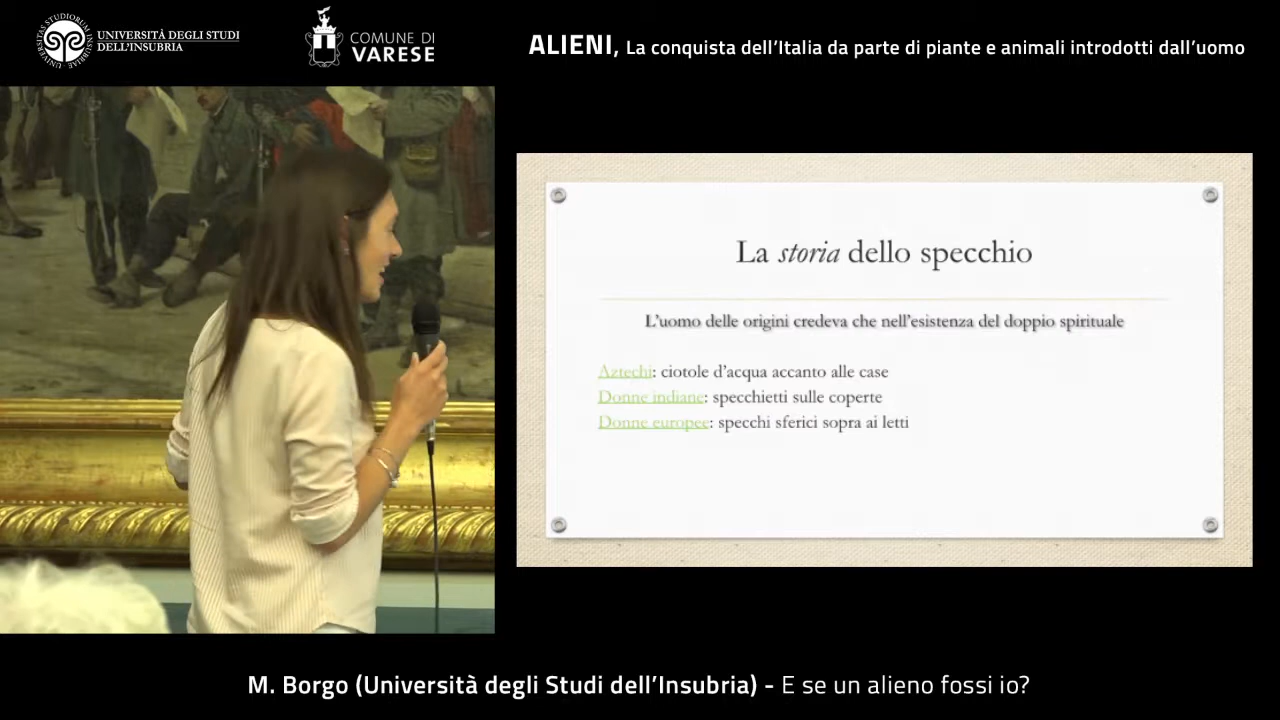 UNIVERSITÀ DEGLI STUDI
DELL'INSUBRIA
COMUNE DI
VARESE
ALIENI, La conquista dell'Italia da parte di piante e animali introdotti dall'uomo
La storia dello specchio
L'uomo delle origini credeva che nell'esistenza del doppio spirituale
Aztechi: ciotole d'acqua accanto alle case
Donne indiane: specchietti sulle coperte
Donne europee: specchi sferici sopra ai letti
M. Borgo (Università degli Studi dell'Insubria) - E se un alieno fossi io?